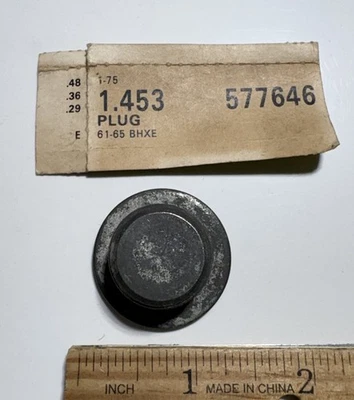 .48
.36
.29
E
1-75
1.453 577646
PLUG
61-65 BHXE
INCH 1 MADE IN CHINA 2